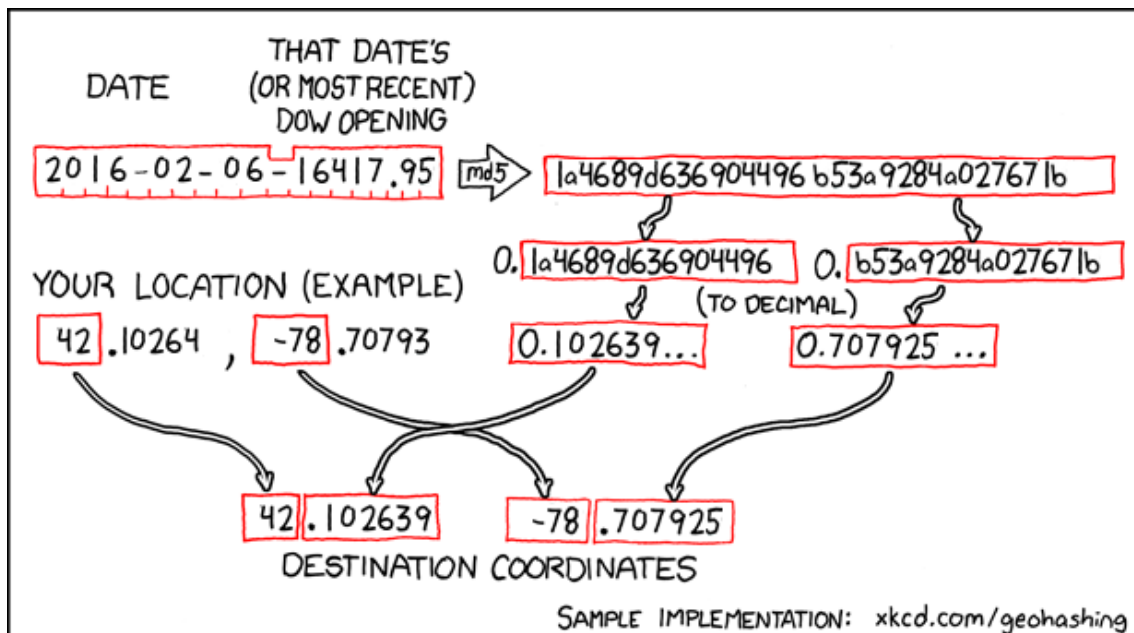 DATE
THAT DATE'S
(OR MOST RECENT)
DOW OPENING
2016-02-06-16417.95
md5
1a4689d636904496b53a9284a027671b
0.1a4689d636904496
0.b53a9284a027671b
(TO DECIMAL)
0.102639...
0.707925 ...
YOUR LOCATION (EXAMPLE)
42.10264, -78.70793
42.102639 -78.707925
DESTINATION COORDINATES
SAMPLE IMPLEMENTATION: xkcd.com/geohashing